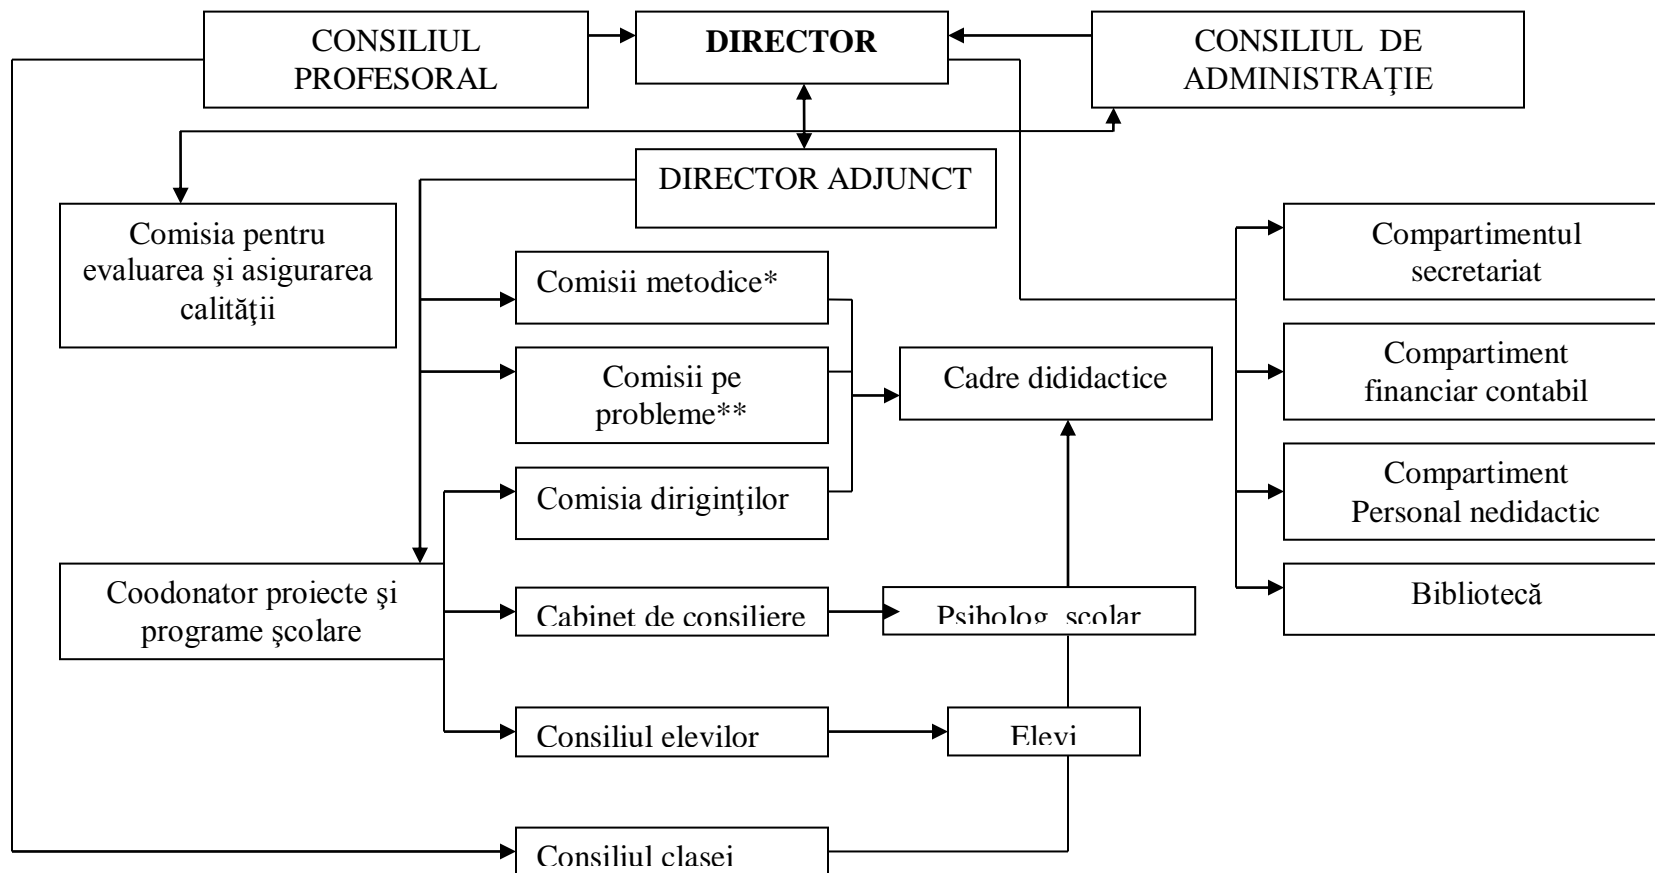 CONSILIUL
PROFESORAL
DIRECTOR
CONSILIUL DE
ADMINISTRAŢIE
DIRECTOR ADJUNCT
Comisia pentru
evaluarea şi asigurarea
calităţii
Compartimentul
secretariat
Comisii metodice*
Comisii pe
probleme**
Cadre dididactice
Compartiment
financiar contabil
Comisia diriginţilor
Compartiment
Personal nedidactic
Coodonator proiecte şi
programe şcolare
Cabinet de consiliere
Psiholog şcolar
Bibliotecă
Consiliul elevilor
Elevi
Consiliul clasei